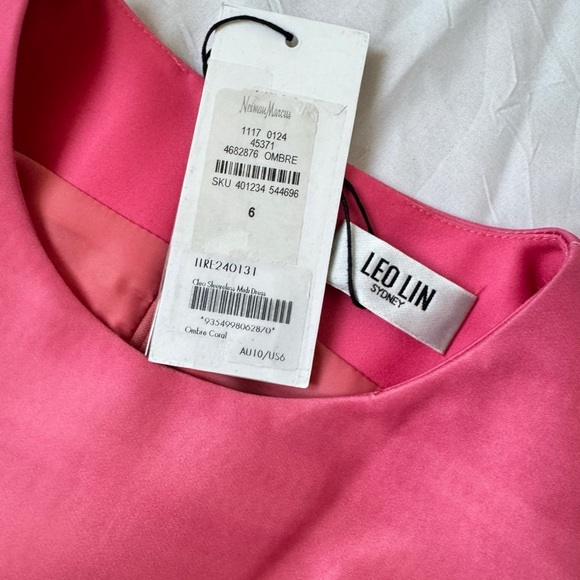 Neiman Marcus
1117 0124
45371
4682876 OMBRE
SKU 401234 544696
6
11RE240131
Cleo Sleeveless Midi Dress
*9354998062870*
Ombre Coral
AU10/US6
LEO LIN
SYDNEY